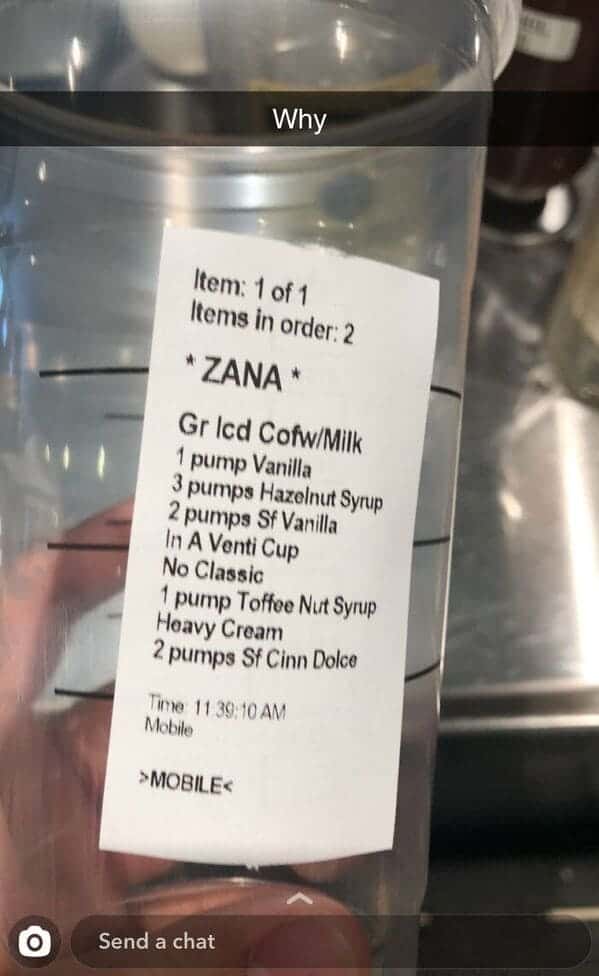 Why
Item: 1 of 1
Items in order: 2
* ZANA *
Gr Icd Cofw/Milk
1 pump Vanilla
3 pumps Hazelnut Syrup
2 pumps Sf Vanilla
In A Venti Cup
No Classic
1 pump Toffee Nut Syrup
Heavy Cream
2 pumps Sf Cinn Dolce
Time: 11:39:10 AM
Mobile
>MOBILE<
Send a chat